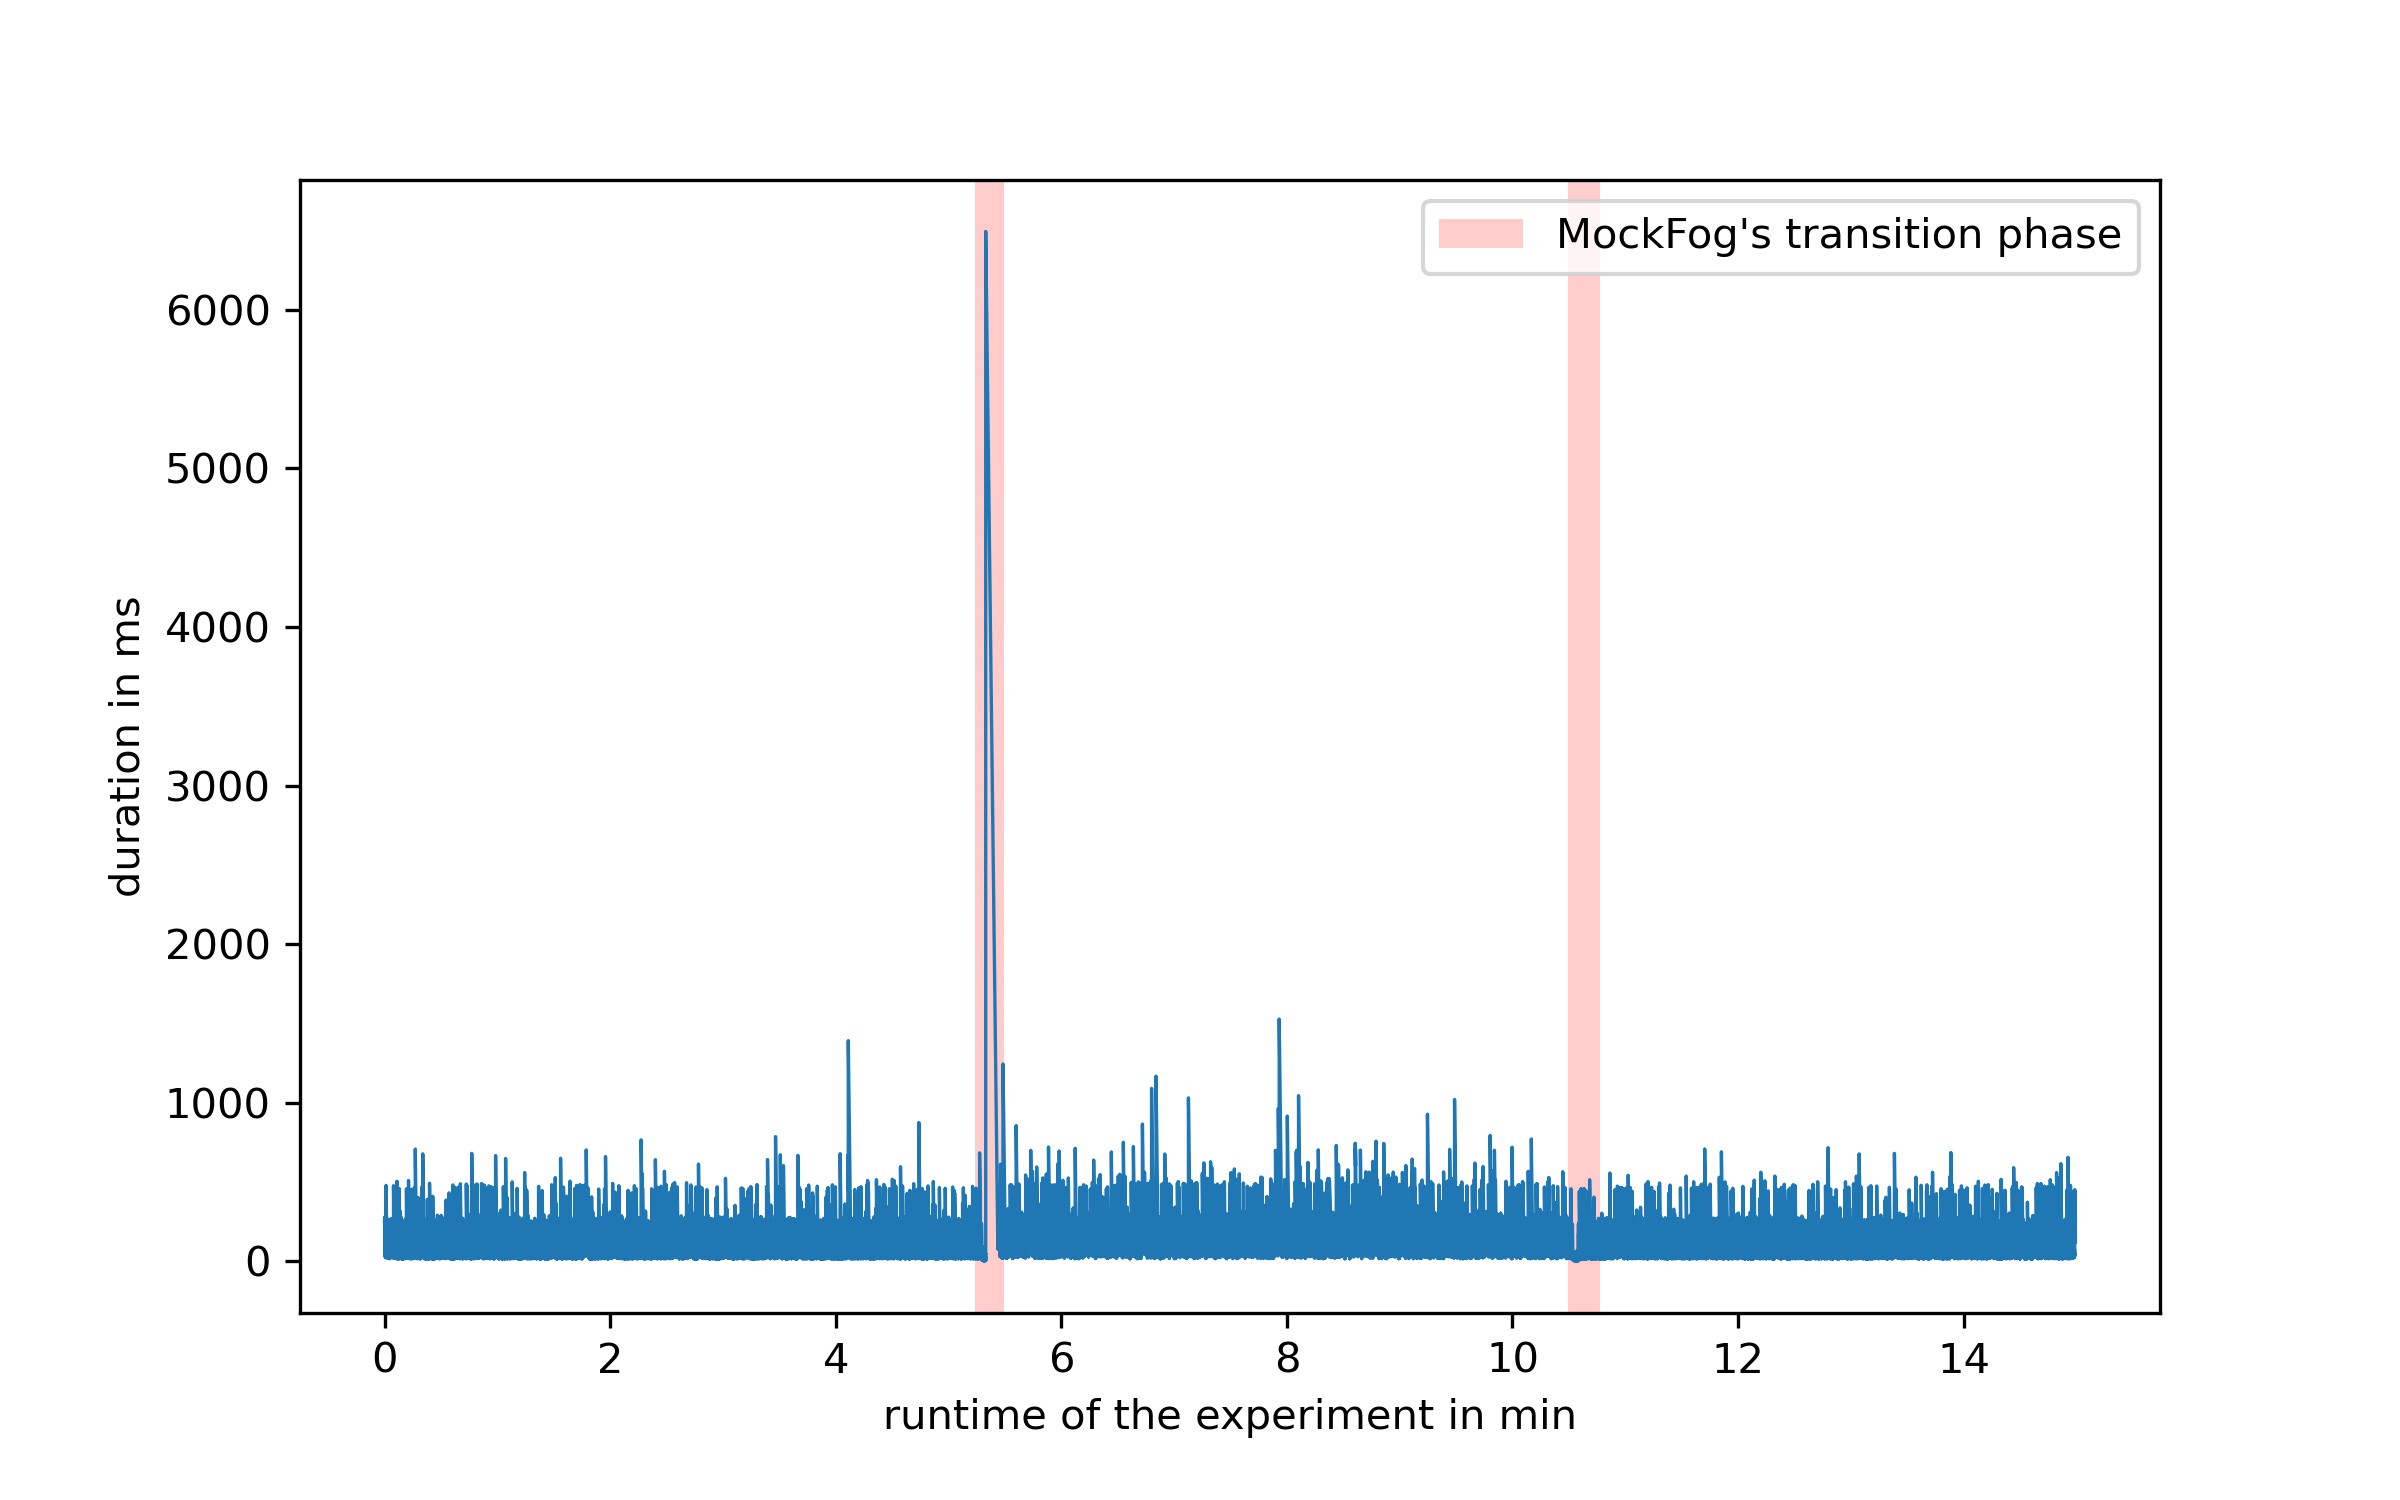 MockFog's transition phase
6000
5000
4000
3000
2000
1000
0
duration in ms
0 2 4 6 8 10 12 14
runtime of the experiment in min